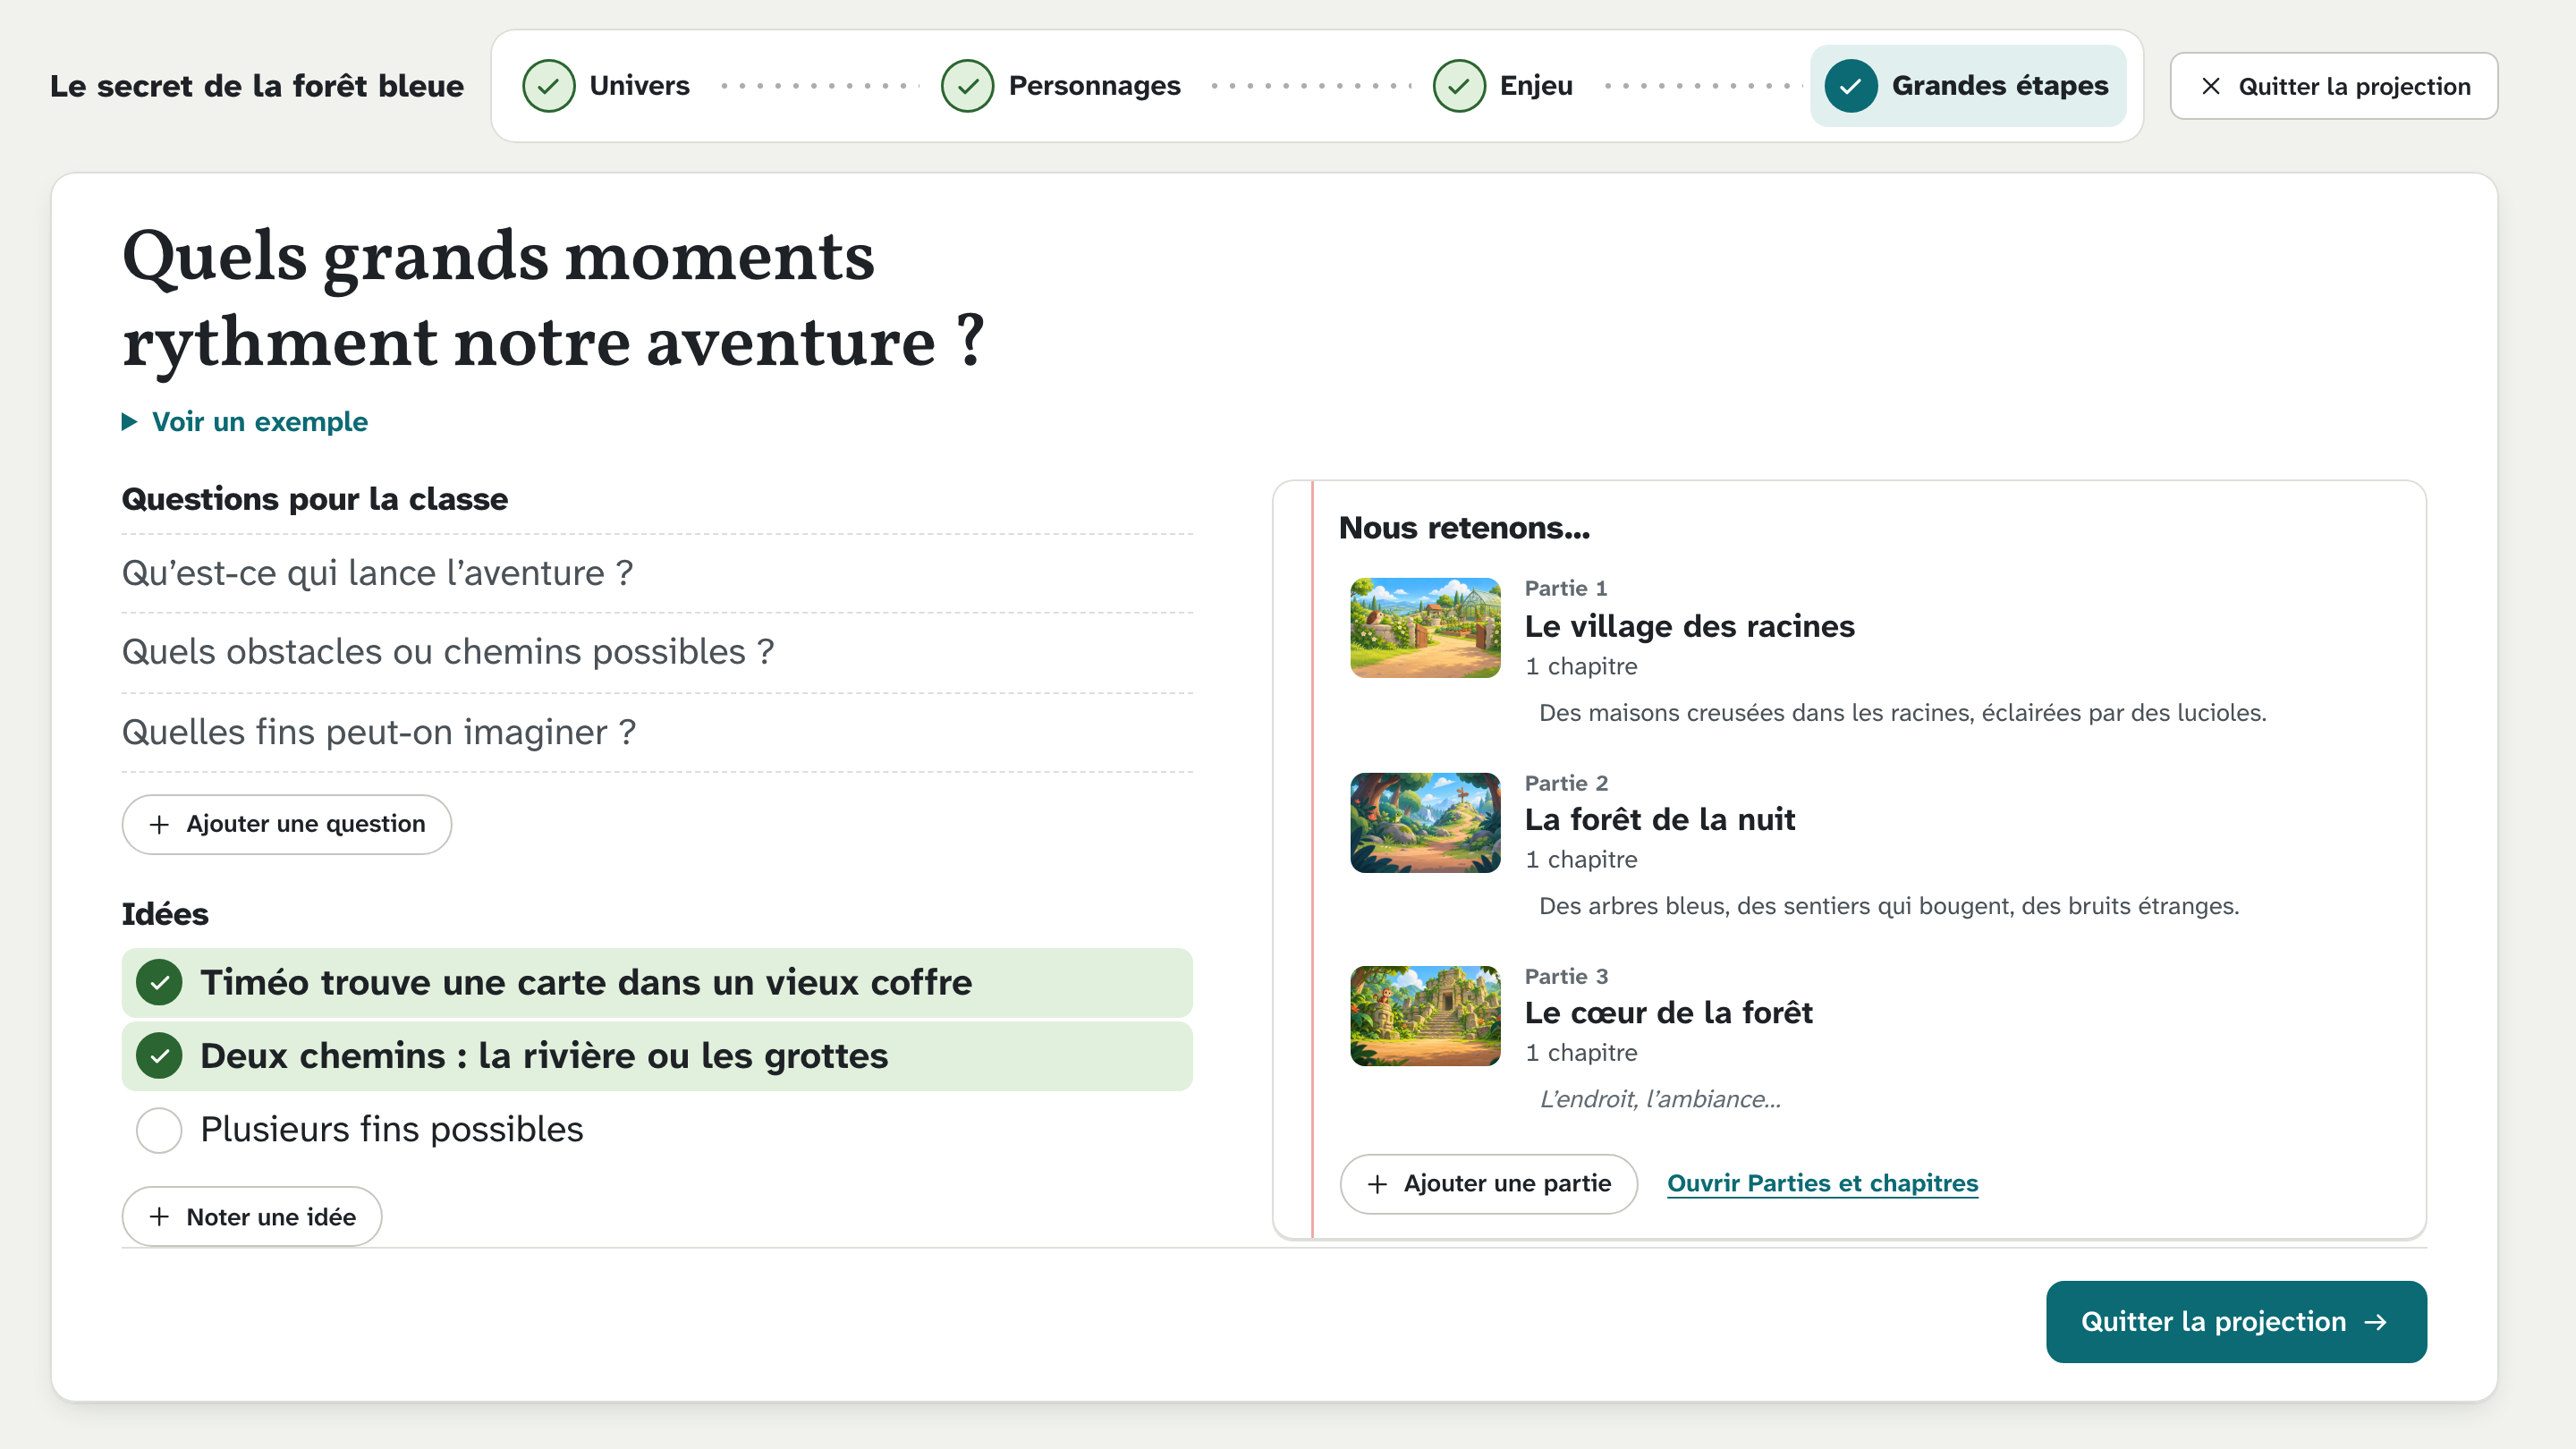 Le secret de la forêt bleue
Univers
Personnages
Enjeu
Grandes étapes
Quitter la projection
Quels grands moments
rythment notre aventure ?
Voir un exemple
Questions pour la classe
Qu’est-ce qui lance l’aventure ?
Quels obstacles ou chemins possibles ?
Quelles fins peut-on imaginer ?
Ajouter une question
Idées
Timéo trouve une carte dans un vieux coffre
Deux chemins : la rivière ou les grottes
Plusieurs fins possibles
Noter une idée
Nous retenons…
Partie 1
Le village des racines
1 chapitre
Des maisons creusées dans les racines, éclairées par des lucioles.
Partie 2
La forêt de la nuit
1 chapitre
Des arbres bleus, des sentiers qui bougent, des bruits étranges.
Partie 3
Le cœur de la forêt
1 chapitre
L’endroit, l’ambiance…
Ajouter une partie
Ouvrir Parties et chapitres
Quitter la projection